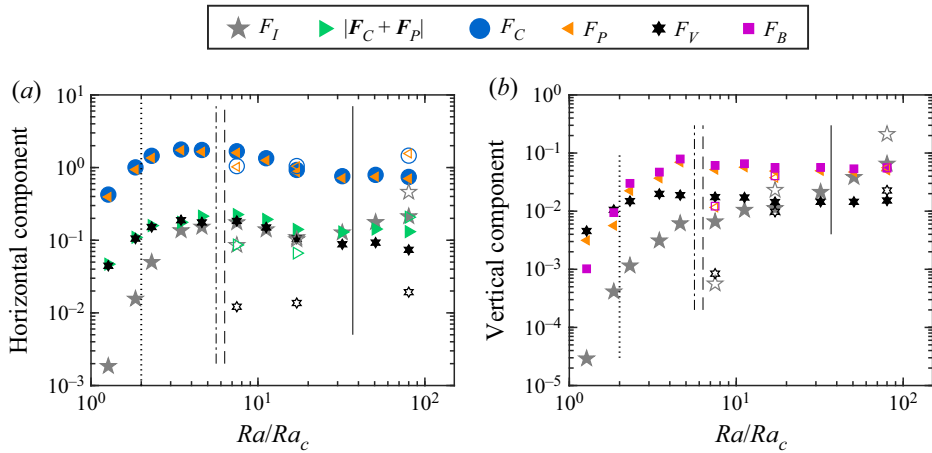 F_I |F_C + F_P| F_C F_P F_V F_B
(a) (b)
Horizontal component
10^1
10^0
10^−1
10^−2
10^−3
10^0 10^1 10^2
Ra/Ra_c
Vertical component
10^0
10^−1
10^−2
10^−3
10^−4
10^−5
10^0 10^1 10^2
Ra/Ra_c